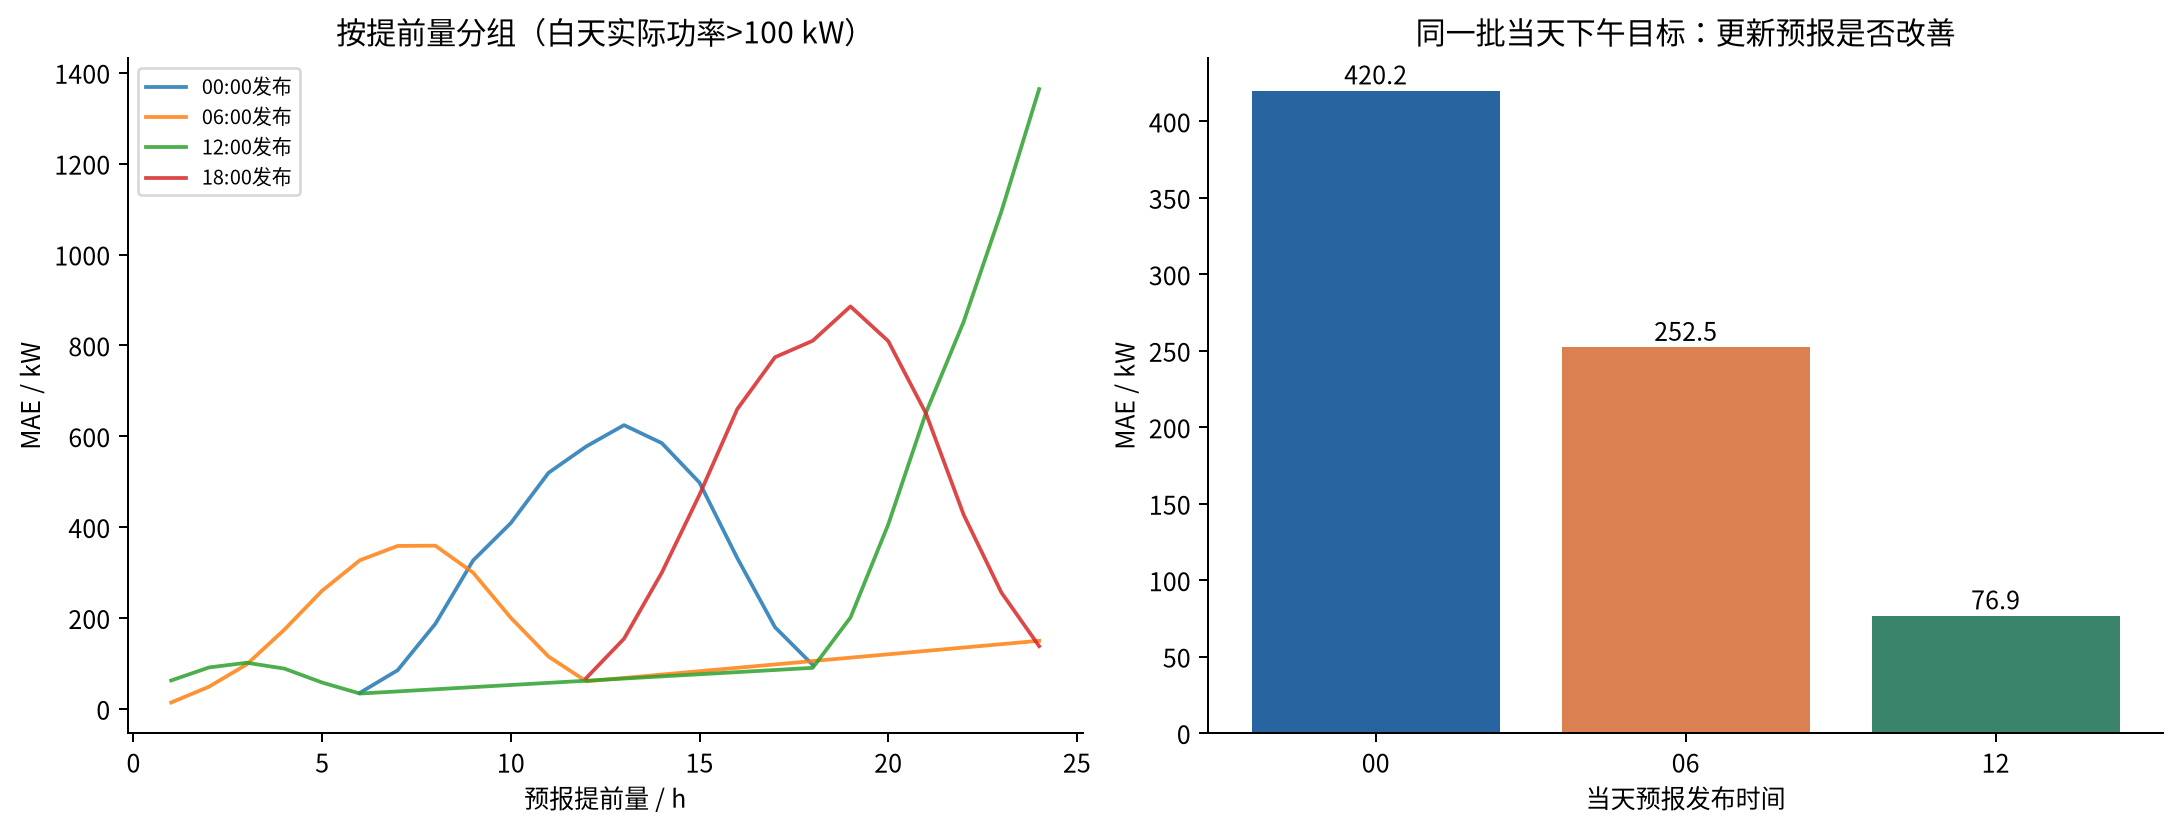 按提前量分组（白天实际功率>100 kW）
1400
1200
1000
800
600
400
200
0
MAE / kW
00:00发布
06:00发布
12:00发布
18:00发布
0 5 10 15 20 25
预报提前量 / h
同一批当天下午目标：更新预报是否改善
400
350
300
250
200
150
100
50
0
MAE / kW
420.2
252.5
76.9
00 06 12
当天预报发布时间